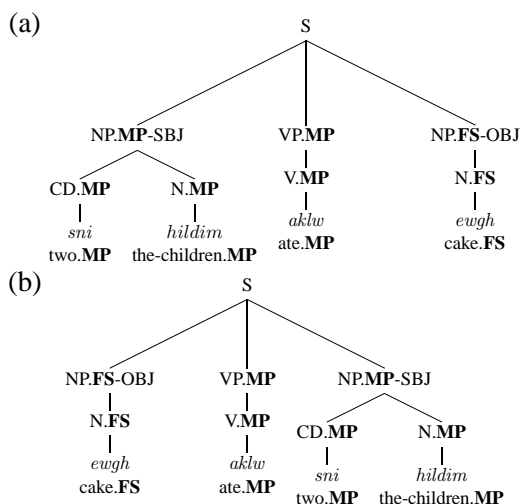 (a)
S
NP.MP-SBJ VP.MP NP.FS-OBJ
CD.MP N.MP V.MP N.FS
sni hildim aklw ewgh
two.MP the-children.MP ate.MP cake.FS
(b)
S
NP.FS-OBJ VP.MP NP.MP-SBJ
N.FS V.MP CD.MP N.MP
ewgh aklw sni hildim
cake.FS ate.MP two.MP the-children.MP